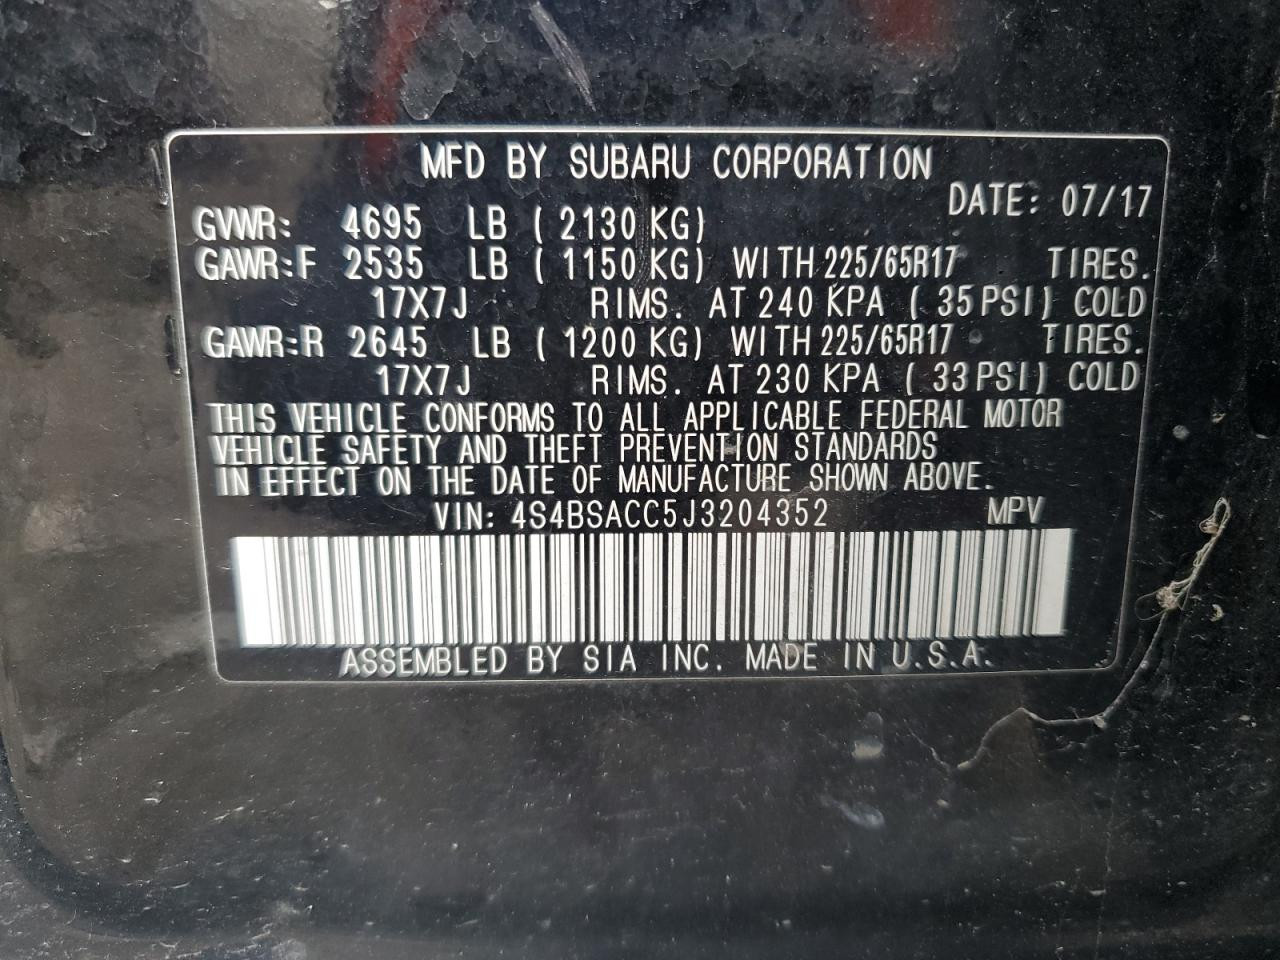 MFD BY SUBARU CORPORATION
DATE: 07/17
GVWR: 4695 LB ( 2130 KG)
GAWR:F 2535 LB ( 1150 KG) WITH 225/65R17 TIRES.
17X7J RIMS. AT 240 KPA ( 35 PSI) COLD
GAWR:R 2645 LB ( 1200 KG) WITH 225/65R17 TIRES.
17X7J RIMS. AT 230 KPA ( 33 PSI) COLD
THIS VEHICLE CONFORMS TO ALL APPLICABLE FEDERAL MOTOR
VEHICLE SAFETY AND THEFT PREVENTION STANDARDS
IN EFFECT ON THE DATE OF MANUFACTURE SHOWN ABOVE.
VIN: 4S4BSACC5J3204352 MPV
ASSEMBLED BY SIA INC. MADE IN U.S.A.